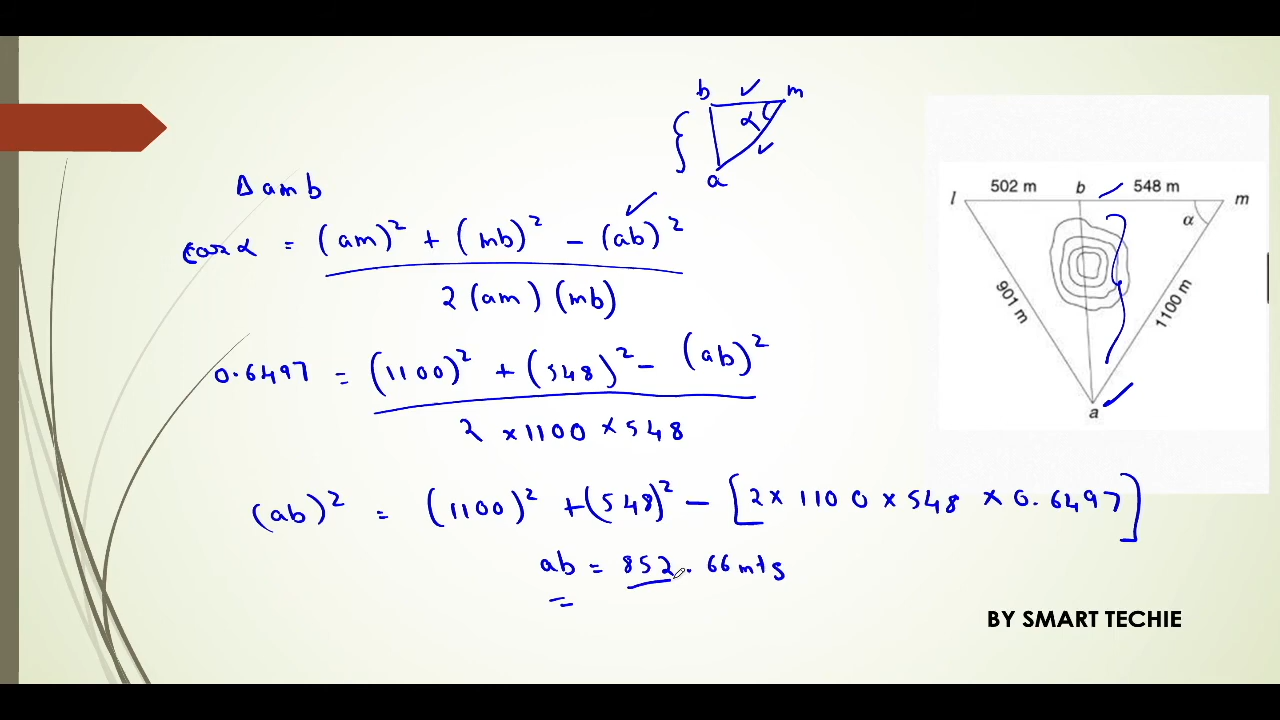 b m
α
a
Δ amb
cos α = (am)² + (mb)² - (ab)²
2 (am) (mb)
0.6497 = (1100)² + (548)² - (ab)²
2 × 1100 × 548
(ab)² = (1100)² + (548)² - [2 × 1100 × 548 × 0.6497]
ab = 852.66 mts
l 502 m b 548 m m
α
901 m 1100 m
a
BY SMART TECHIE